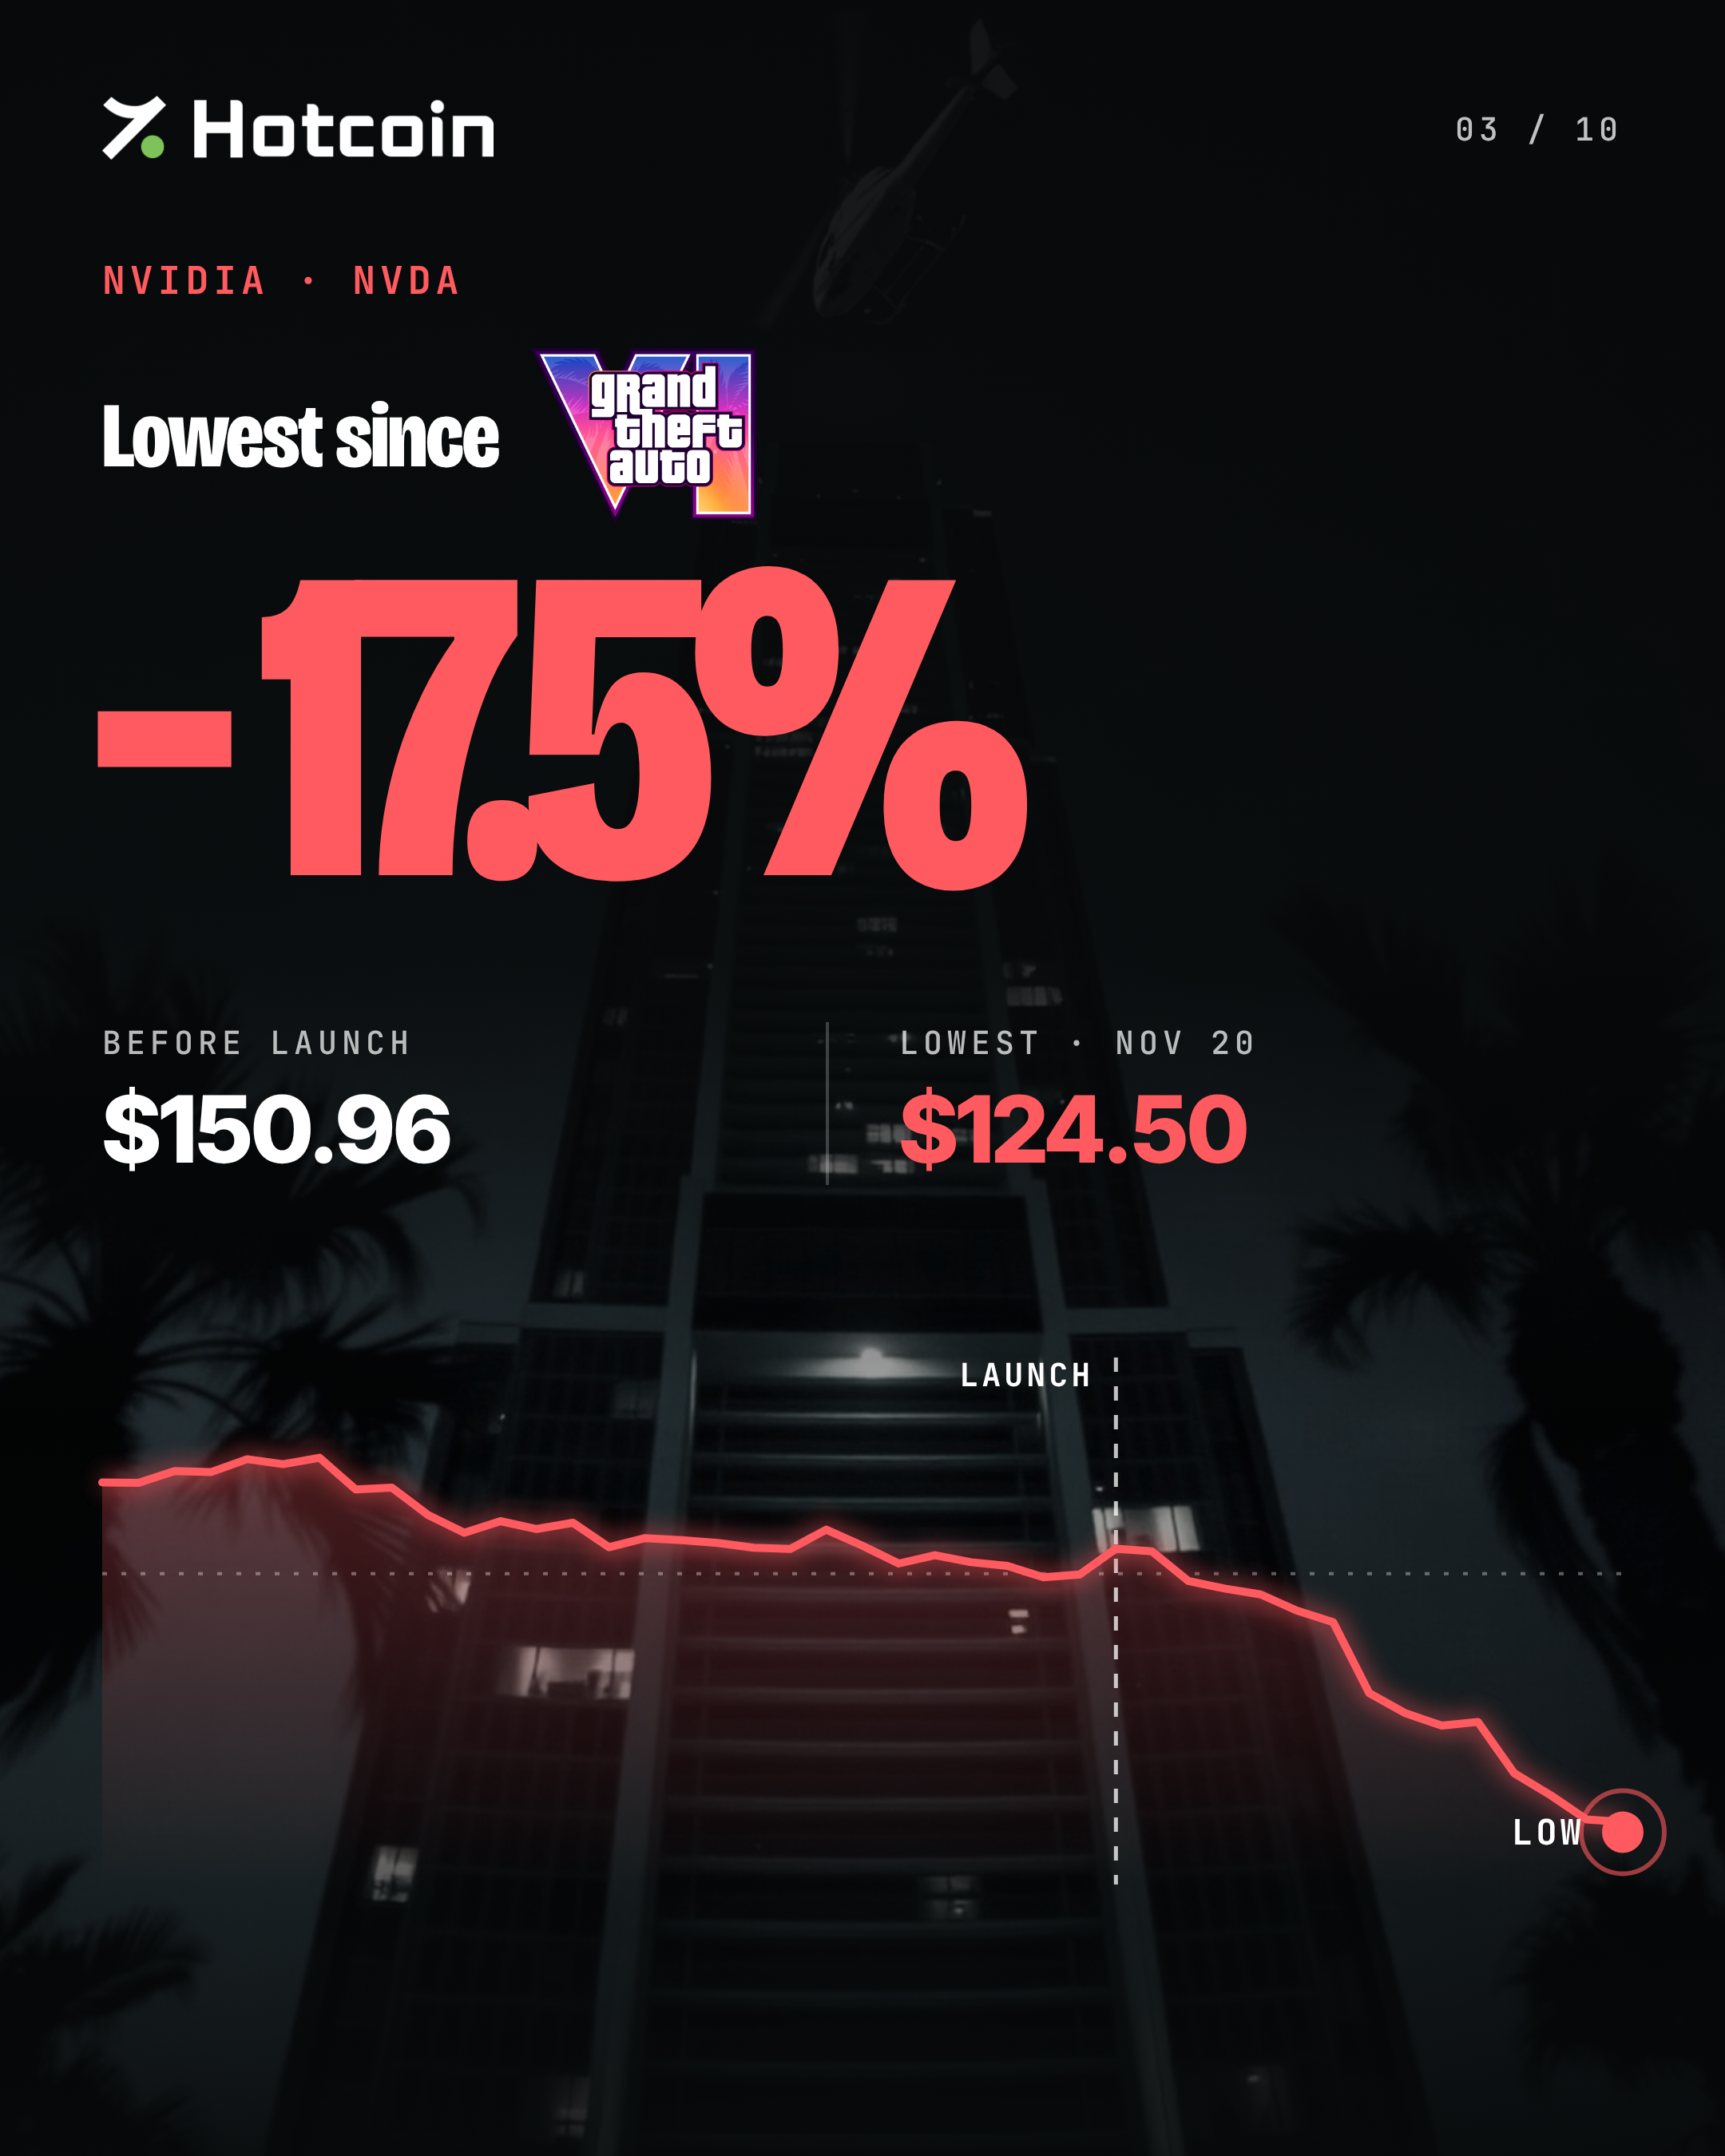 Hotcoin
03 / 10
NVIDIA · NVDA
Lowest since
VI
grand
theft
auto
-17.5%
BEFORE LAUNCH
LOWEST · NOV 20
$150.96
$124.50
LAUNCH
LOW